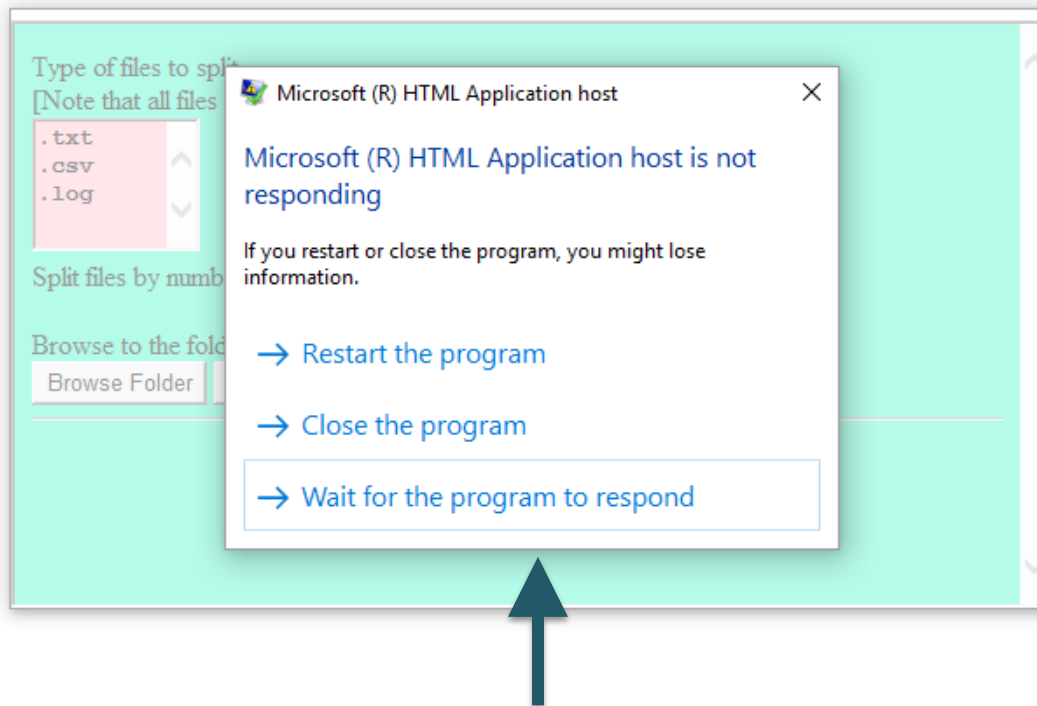 Type of files to split
[Note that all files
.txt
.csv
.log
Split files by numb
Browse to the fold
Browse Folder
Microsoft (R) HTML Application host
Microsoft (R) HTML Application host is not
responding
If you restart or close the program, you might lose
information.
Restart the program
Close the program
Wait for the program to respond